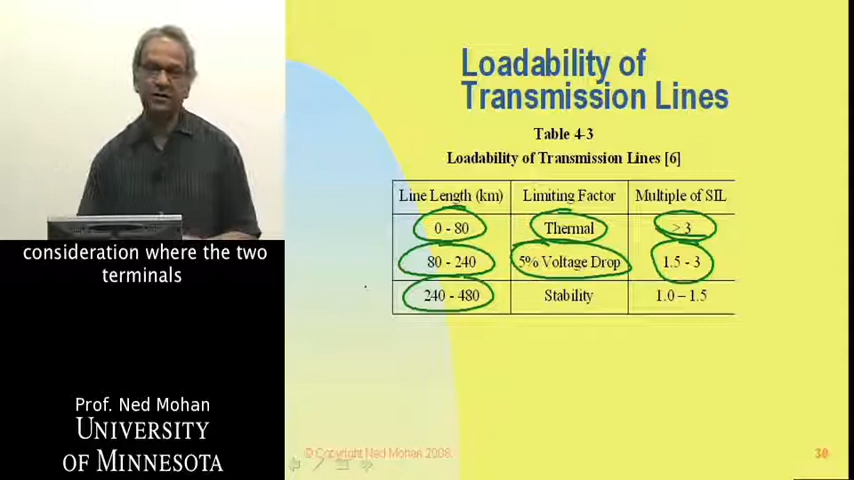 Loadability of
Transmission Lines
Table 4-3
Loadability of Transmission Lines [6]
Line Length (km) Limiting Factor Multiple of SIL
0 - 80 Thermal > 3
80 - 240 5% Voltage Drop 1.5 - 3
240 - 480 Stability 1.0 – 1.5
consideration where the two
terminals
Prof. Ned Mohan
UNIVERSITY
OF MINNESOTA
© Copyright Ned Mohan 2008.
30